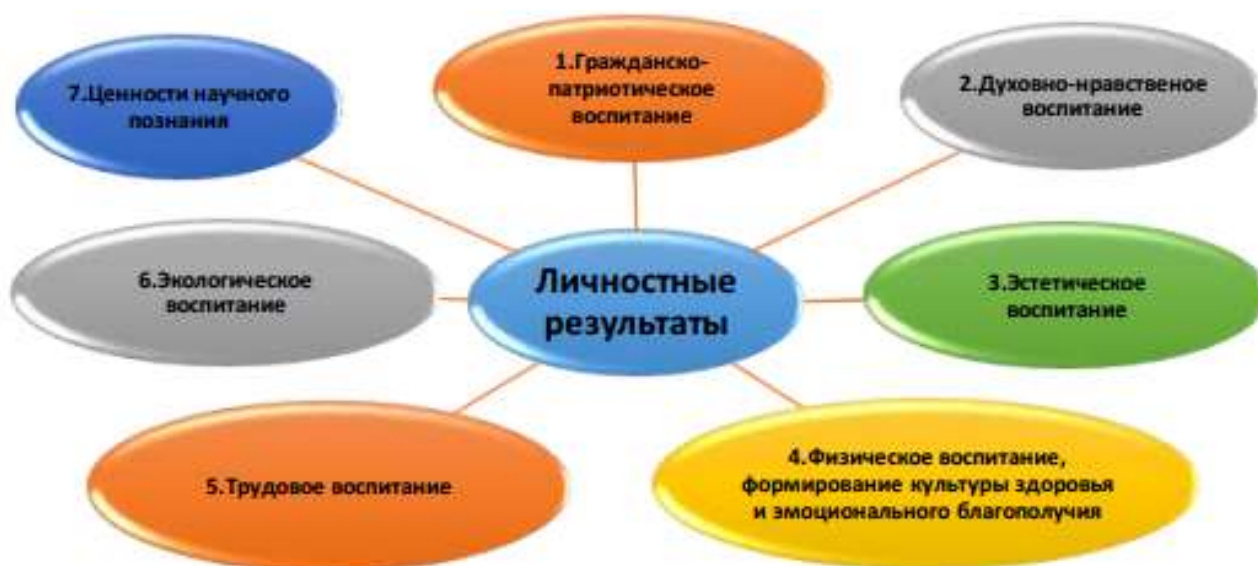 1.Гражданско-
патриотическое
воспитание
2.Духовно-нравственое
воспитание
3.Эстетическое
воспитание
4.Физическое воспитание,
формирование культуры здоровья
и эмоционального благополучия
5.Трудовое воспитание
6.Экологическое
воспитание
7.Ценности научного
познания
Личностные
результаты